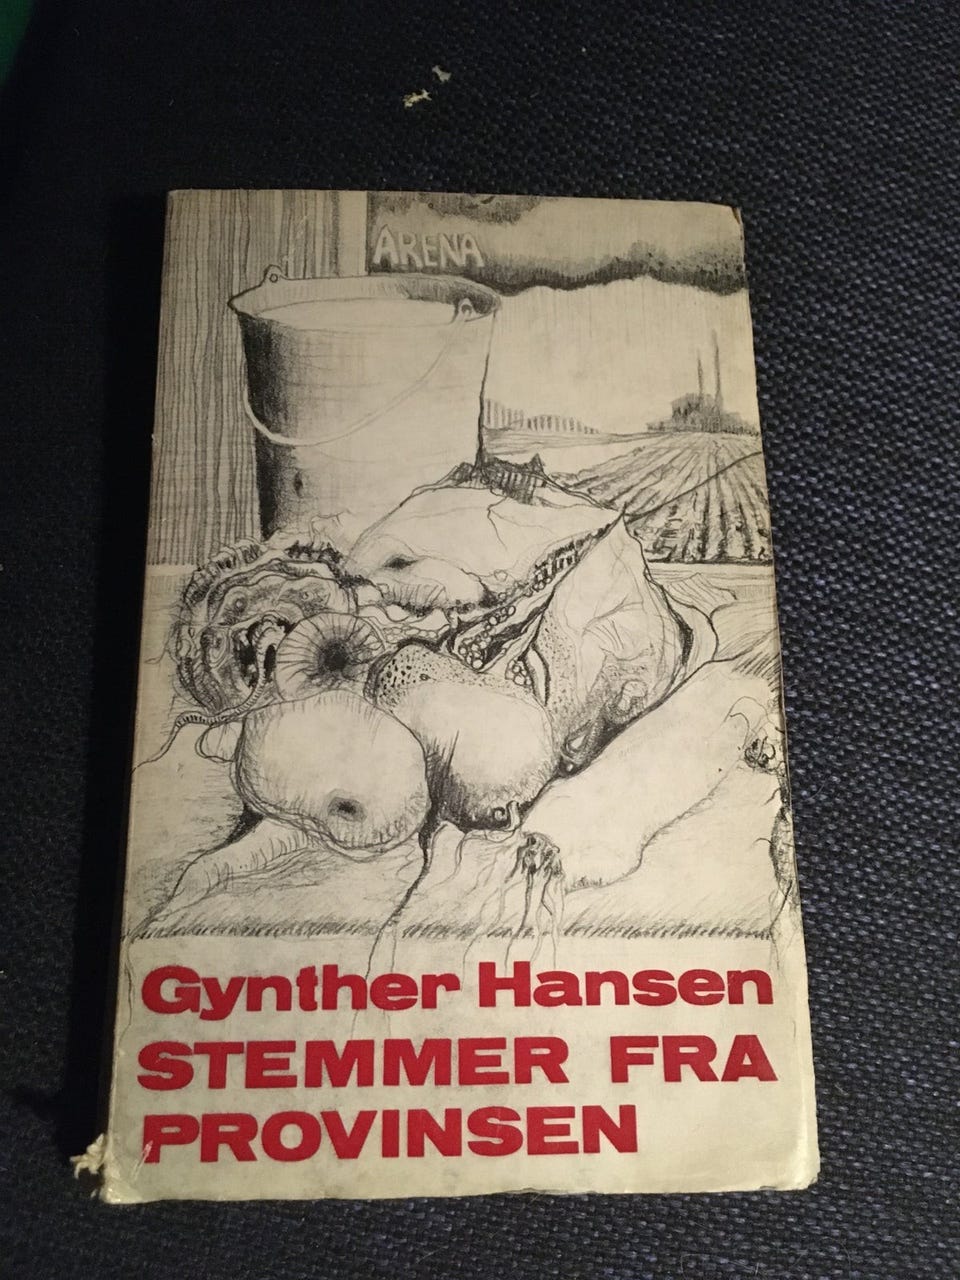 ARENA
Gynther Hansen
STEMMER FRA
PROVINSEN